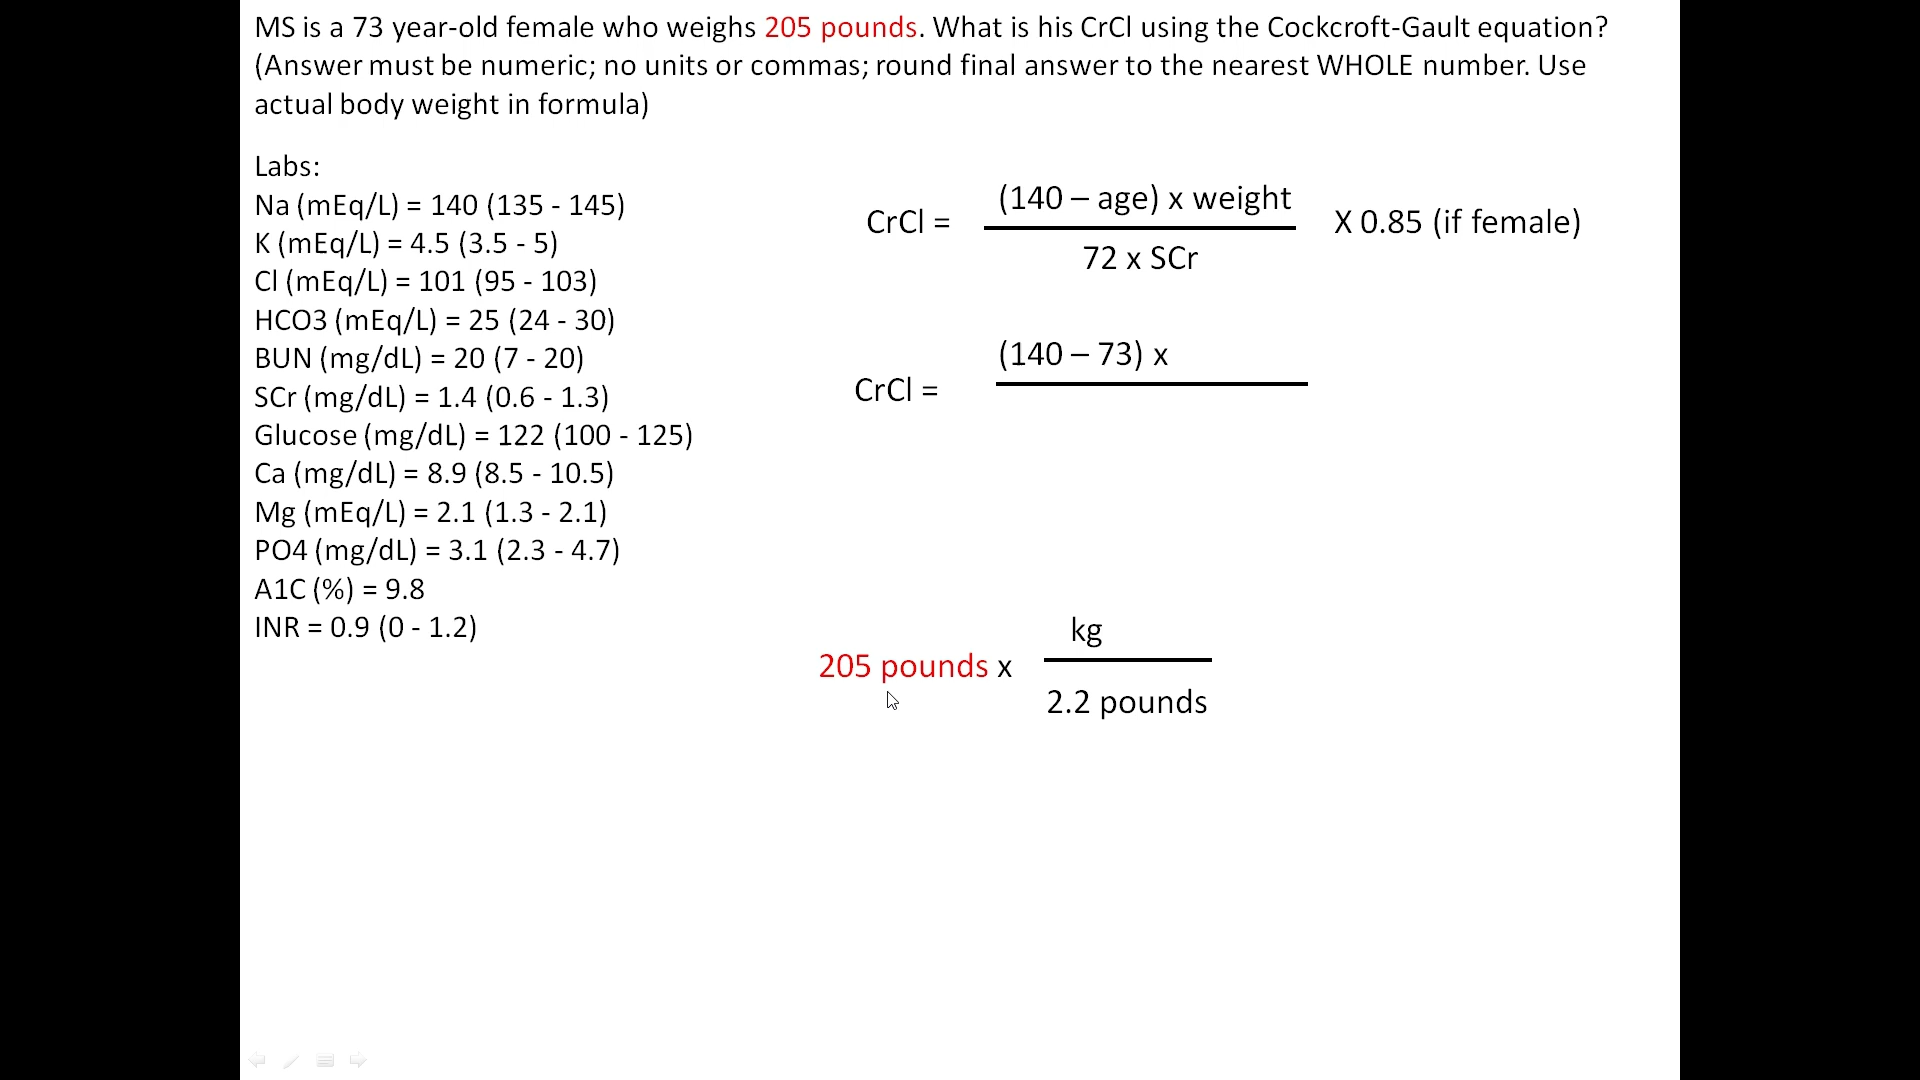 MS is a 73 year-old female who weighs 205 pounds. What is his CrCl using the Cockcroft-Gault equation?
(Answer must be numeric; no units or commas; round final answer to the nearest WHOLE number. Use
actual body weight in formula)
Labs:
Na (mEq/L) = 140 (135 - 145)
K (mEq/L) = 4.5 (3.5 - 5)
Cl (mEq/L) = 101 (95 - 103)
HCO3 (mEq/L) = 25 (24 - 30)
BUN (mg/dL) = 20 (7 - 20)
SCr (mg/dL) = 1.4 (0.6 - 1.3)
Glucose (mg/dL) = 122 (100 - 125)
Ca (mg/dL) = 8.9 (8.5 - 10.5)
Mg (mEq/L) = 2.1 (1.3 - 2.1)
PO4 (mg/dL) = 3.1 (2.3 - 4.7)
A1C (%) = 9.8
INR = 0.9 (0 - 1.2)
(140 – age) x weight
CrCl = X 0.85 (if female)
72 x SCr
(140 – 73) x
CrCl =
kg
205 pounds x
2.2 pounds